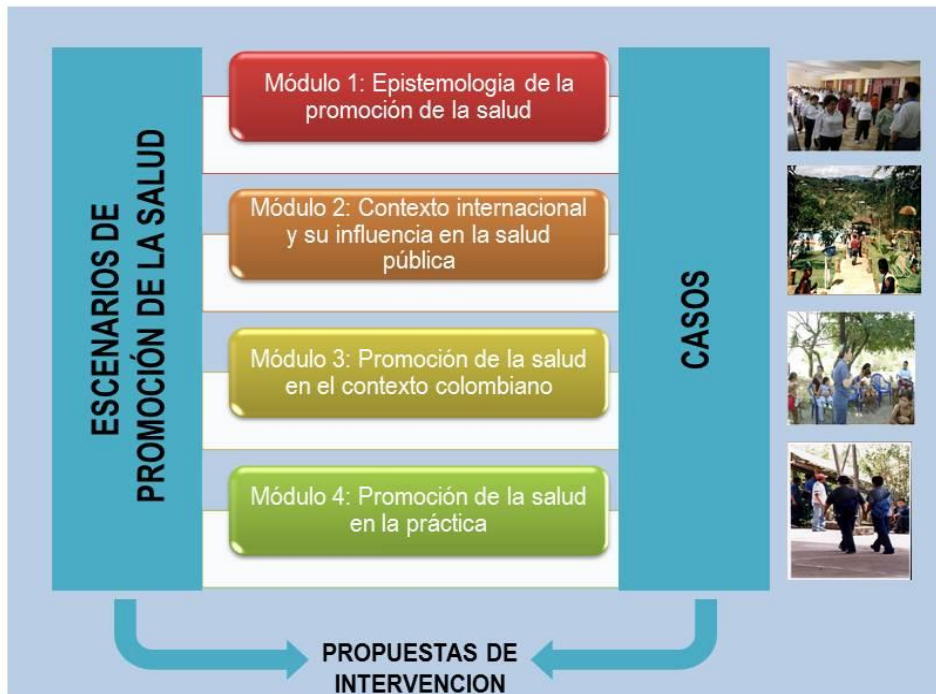 ESCENARIOS DE
PROMOCIÓN DE LA SALUD
Módulo 1: Epistemología de la
promoción de la salud
Módulo 2: Contexto internacional
y su influencia en la salud
pública
Módulo 3: Promoción de la salud
en el contexto colombiano
Módulo 4: Promoción de la salud
en la práctica
CASOS
PROPUESTAS DE
INTERVENCION